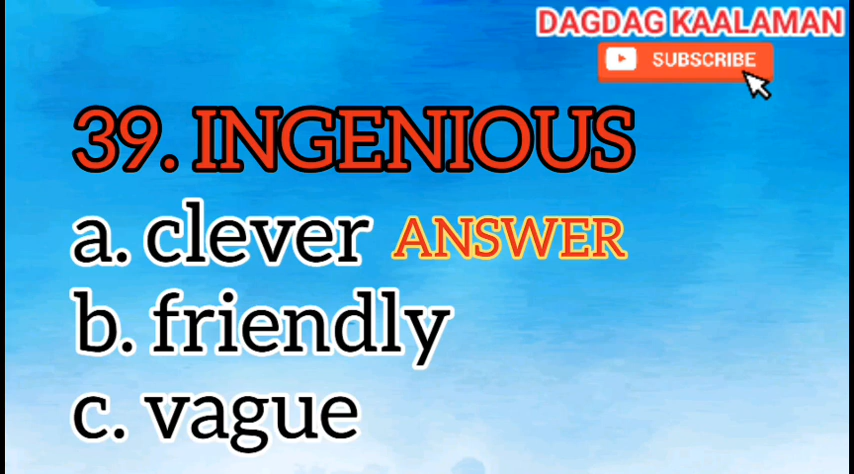 DAGDAG KAALAMAN
SUBSCRIBE
39. INGENIOUS
a. clever ANSWER
b. friendly
c. vague